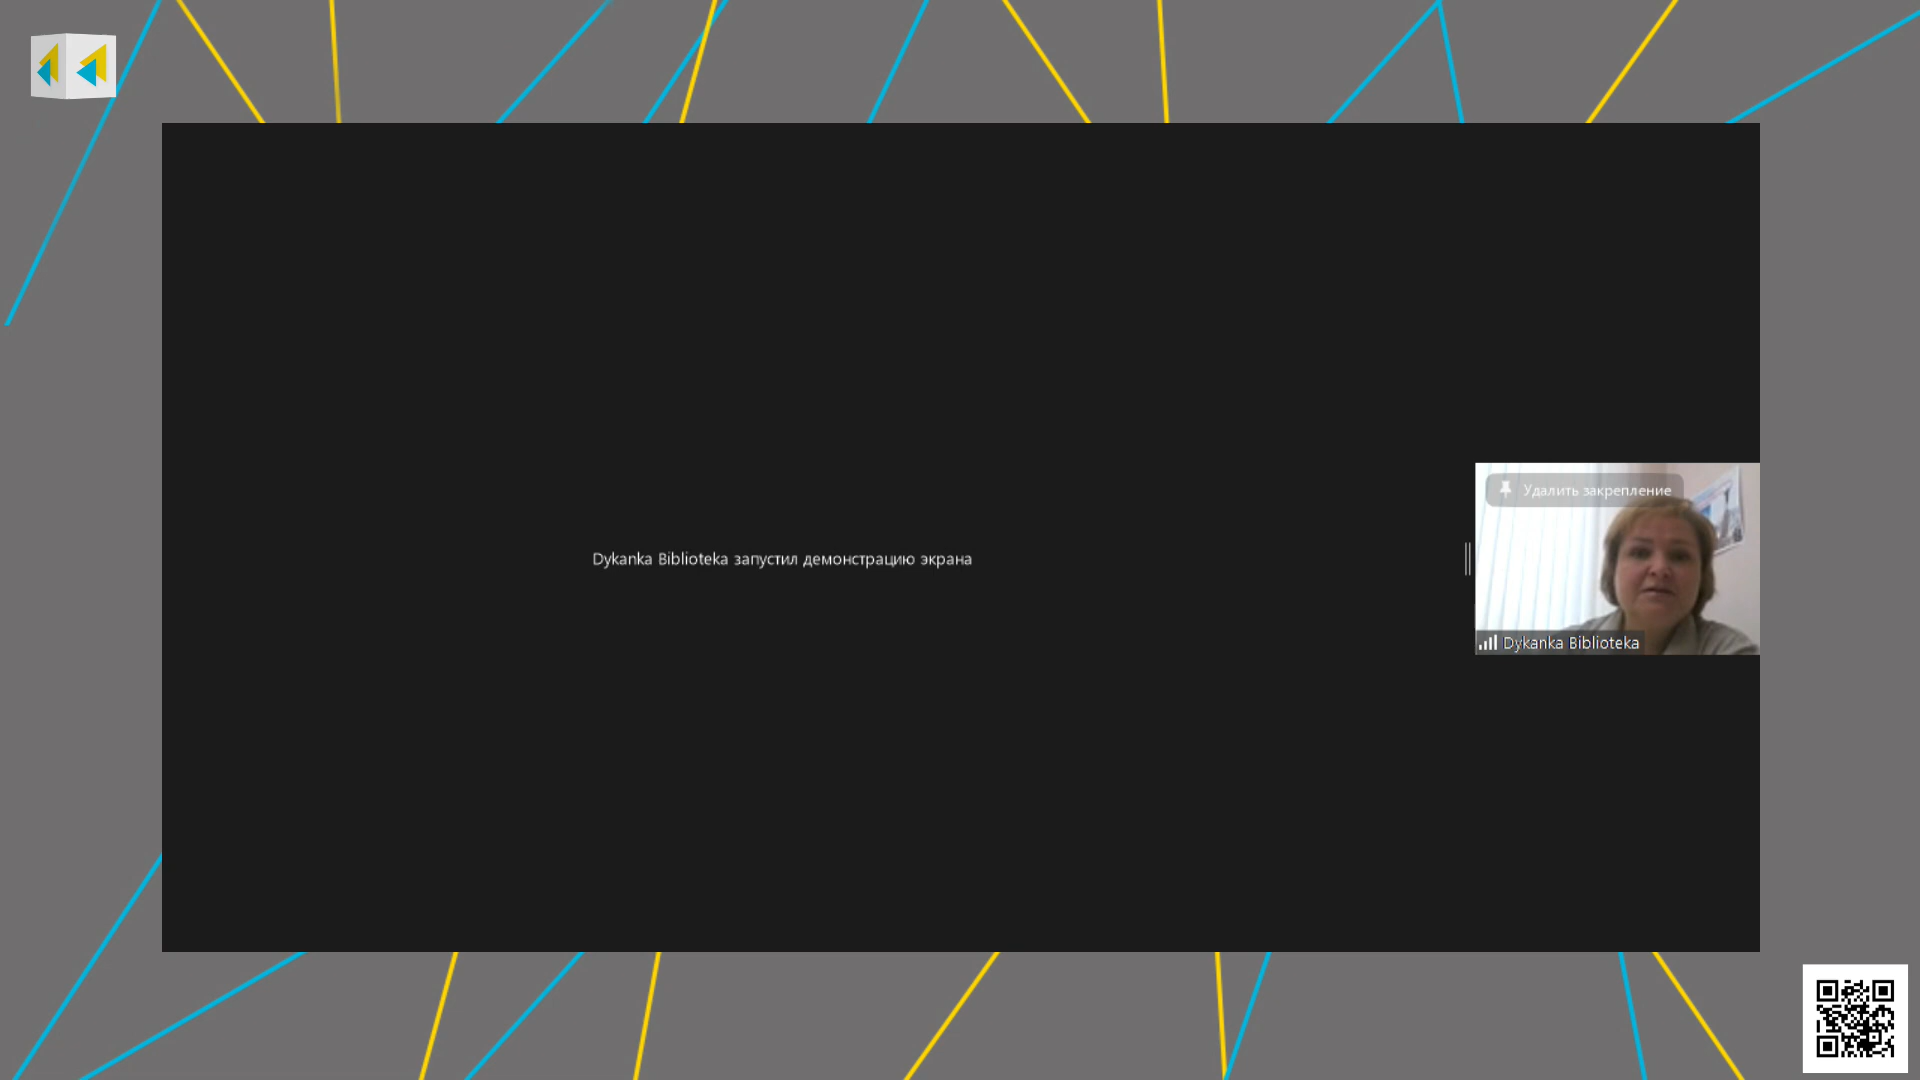 Удалить закрепление
Dykanka Biblioteka запустил демонстрацию экрана
Dykanka Biblioteka